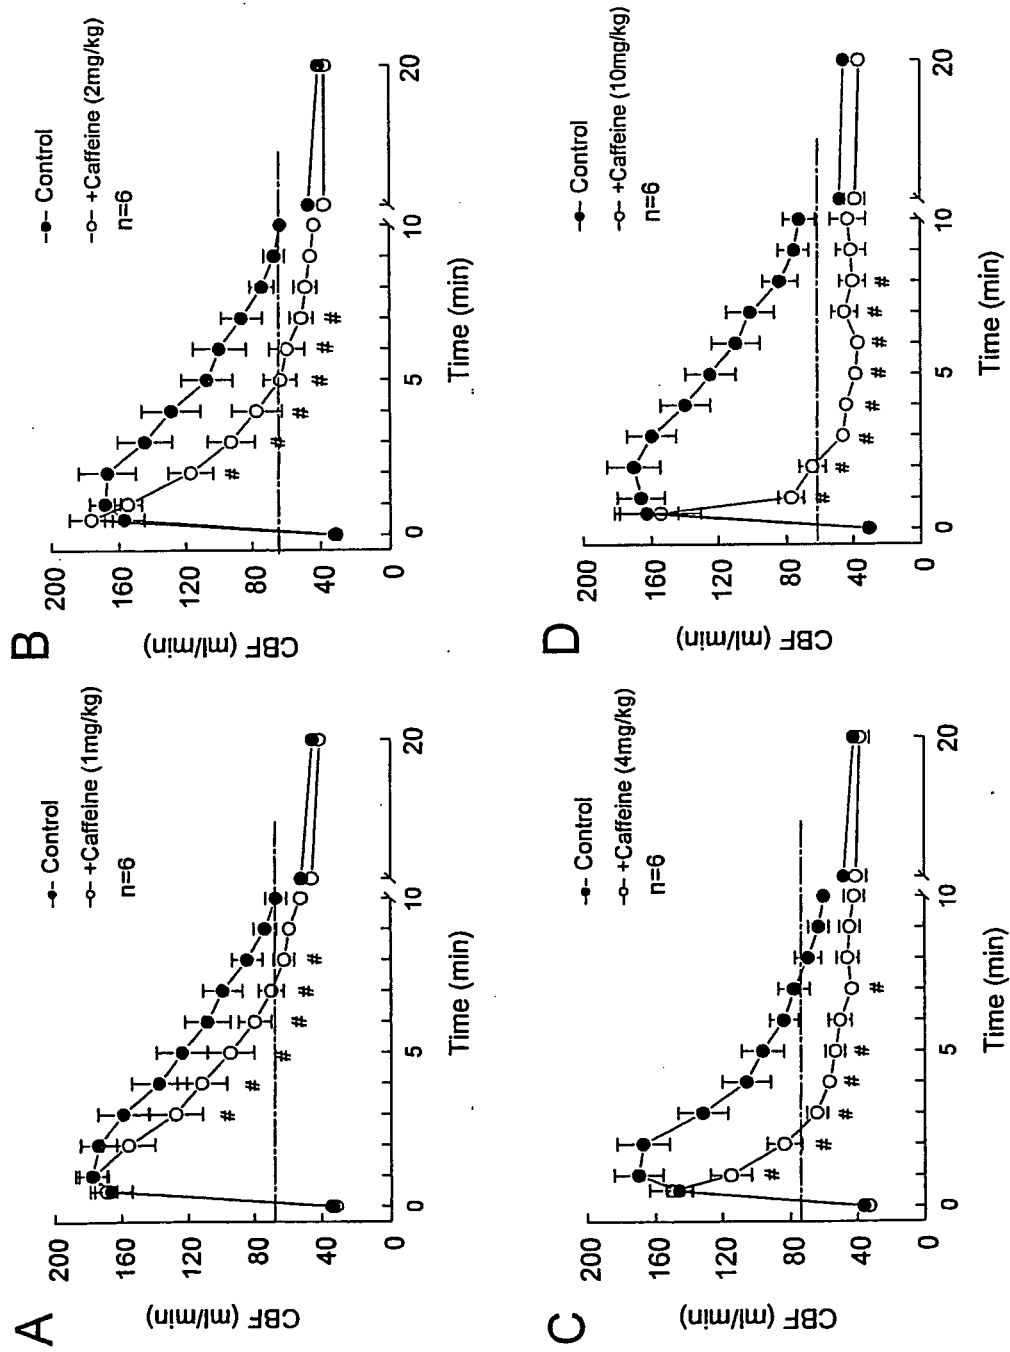 A
-●- Control
-○- +Caffeine (1mg/kg)
n=6
CBF (ml/min)
200
160
120
80
40
0
# # # # # #
0 5 10 20
Time (min)
B
-●- Control
-○- +Caffeine (2mg/kg)
n=6
CBF (ml/min)
200
160
120
80
40
0
# # # # # #
0 5 10 20
Time (min)
C
-●- Control
-○- +Caffeine (4mg/kg)
n=6
CBF (ml/min)
200
160
120
80
40
0
# # # # # #
0 5 10 20
Time (min)
D
-●- Control
-○- +Caffeine (10mg/kg)
n=6
CBF (ml/min)
200
160
120
80
40
0
# # # # # # # #
0 5 10 20
Time (min)